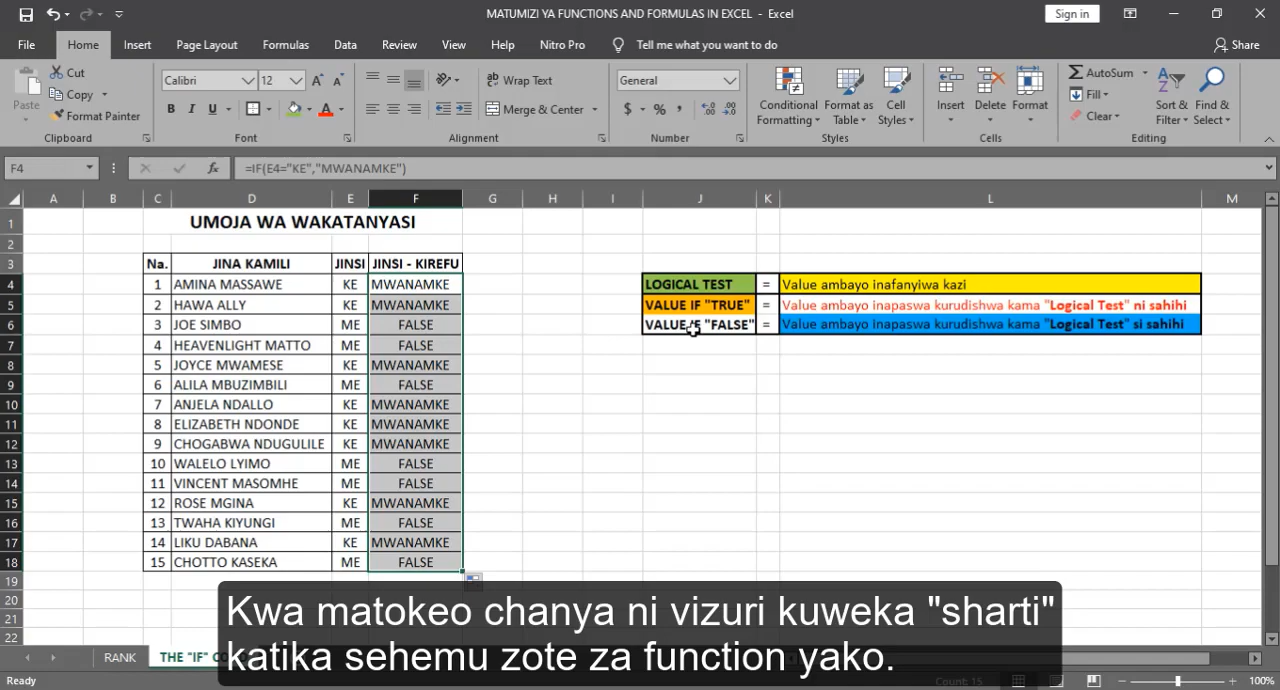 MATUMIZI YA FUNCTIONS AND FORMULAS IN EXCEL - Excel
Sign in
File Home Insert Page Layout Formulas Data Review View Help Nitro Pro Tell me what you want to do Share
Paste
Cut
Copy
Format Painter
Clipboard
Calibri 12
B I U
Font
Wrap Text
Merge & Center
Alignment
General
$ % ,
Number
Conditional Formatting
Format as Table
Cell Styles
Styles
Insert Delete Format
Cells
AutoSum
Fill
Clear
Sort & Filter
Find & Select
Editing
F4 fx =IF(E4="KE","MWANAMKE")
A B C D E F G H I J K L M
1 UMOJA WA WAKATANYASI
2
3 Na. JINA KAMILI JINSI JINSI - KIREFU
4 1 AMINA MASSAWE KE MWANAMKE LOGICAL TEST = Value ambayo inafanyiwa kazi
5 2 HAWA ALLY KE MWANAMKE VALUE IF "TRUE" = Value ambayo inapaswa kurudishwa kama "Logical Test" ni sahihi
6 3 JOE SIMBO ME FALSE VALUE "FALSE" = Value ambayo Inapaswa kurudishwa kama "Logical Test" si sahihi
7 4 HEAVENLIGHT MATTO ME FALSE
8 5 JOYCE MWAMESE KE MWANAMKE
9 6 ALILA MBUZIMBILI ME FALSE
10 7 ANJELA NDALLO KE MWANAMKE
11 8 ELIZABETH NDONDE KE MWANAMKE
12 9 CHOGABWA NDUGULILE KE MWANAMKE
13 10 WALELO LYIMO ME FALSE
14 11 VINCENT MASOMHE ME FALSE
15 12 ROSE MGINA KE MWANAMKE
16 13 TWAHA KIYUNGI ME FALSE
17 14 LIKU DABANA KE MWANAMKE
18 15 CHOTTO KASEKA ME FALSE
19
20
21
22
Kwa matokeo chanya ni vizuri kuweka "sharti"
katika sehemu zote za function yako.
RANK THE "IF"
Ready Count: 15 100%